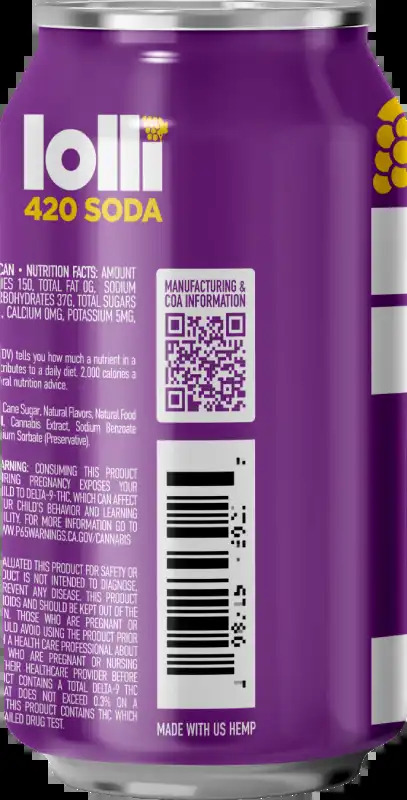 lolli
420 SODA
CAN • NUTRITION FACTS: AMOUNT
IES 150, TOTAL FAT 0G, SODIUM
RBOHYDRATES 37G, TOTAL SUGARS
, CALCIUM 0MG, POTASSIUM 5MG,
DV) tells you how much a nutrient in a
tributes to a daily diet. 2,000 calories a
ral nutrition advice.
Cane Sugar, Natural Flavors, Natural Food
Cannabis Extract, Sodium Benzoate
ium Sorbate (Preservative).
ARNING: CONSUMING THIS PRODUCT
RING PREGNANCY EXPOSES YOUR
ILD TO DELTA-9-THC, WHICH CAN AFFECT
UR CHILD'S BEHAVIOR AND LEARNING
ILITY. FOR MORE INFORMATION GO TO
WW.P65WARNINGS.CA.GOV/CANNABIS
ALUATED THIS PRODUCT FOR SAFETY OR
DUCT IS NOT INTENDED TO DIAGNOSE,
REVENT ANY DISEASE. THIS PRODUCT
OIDS AND SHOULD BE KEPT OUT OF THE
N. THOSE WHO ARE PREGNANT OR
ULD AVOID USING THE PRODUCT PRIOR
H A HEALTH CARE PROFESSIONAL ABOUT
WHO ARE PREGNANT OR NURSING
HEIR HEALTHCARE PROVIDER BEFORE
CT CONTAINS A TOTAL DELTA-9 THC
AT DOES NOT EXCEED 0.3% ON A
THIS PRODUCT CONTAINS THC WHICH
AILED DRUG TEST.
MANUFACTURING &
COA INFORMATION
MADE WITH US HEMP